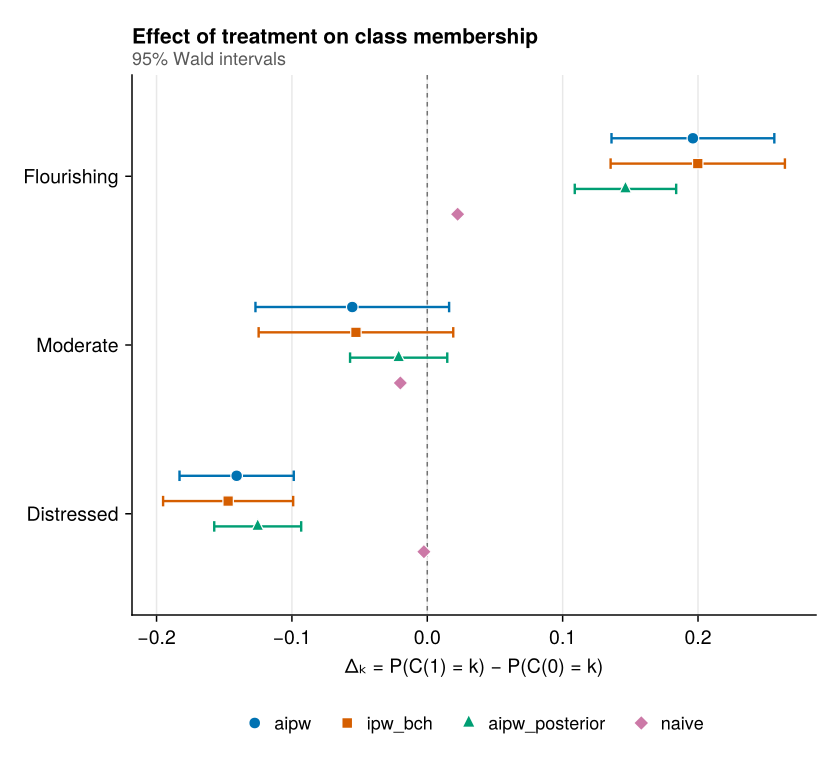 Effect of treatment on class membership
95% Wald intervals
Flourishing
Moderate
Distressed
−0.2 −0.1 0.0 0.1 0.2
Δₖ = P(C(1) = k) − P(C(0) = k)
aipw ipw_bch aipw_posterior naive